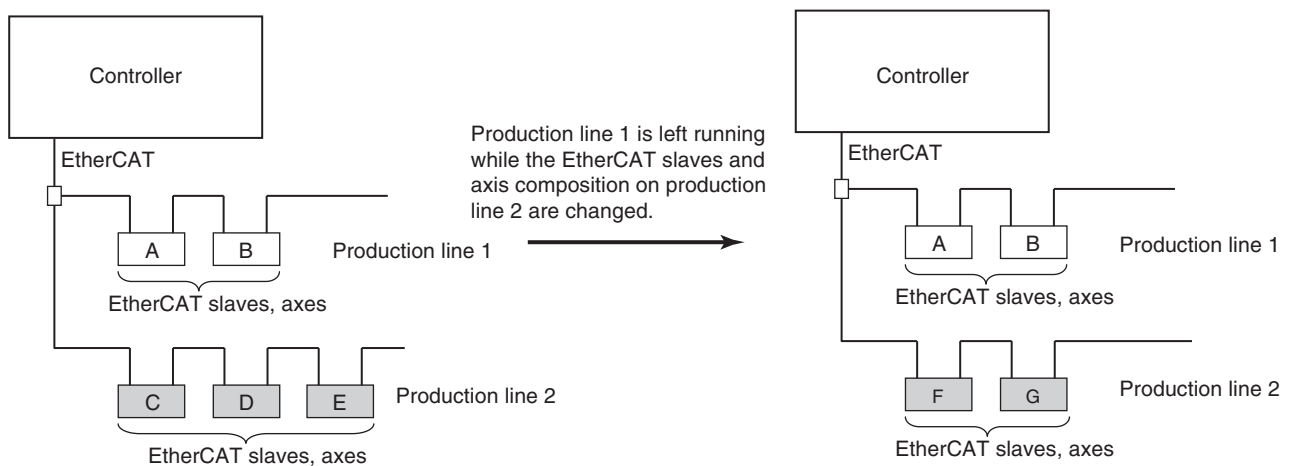 Controller
EtherCAT
A
B
Production line 1
EtherCAT slaves, axes
C
D
E
Production line 2
EtherCAT slaves, axes
Production line 1 is left running
while the EtherCAT slaves and
axis composition on production
line 2 are changed.
Controller
EtherCAT
A
B
Production line 1
EtherCAT slaves, axes
F
G
Production line 2
EtherCAT slaves, axes